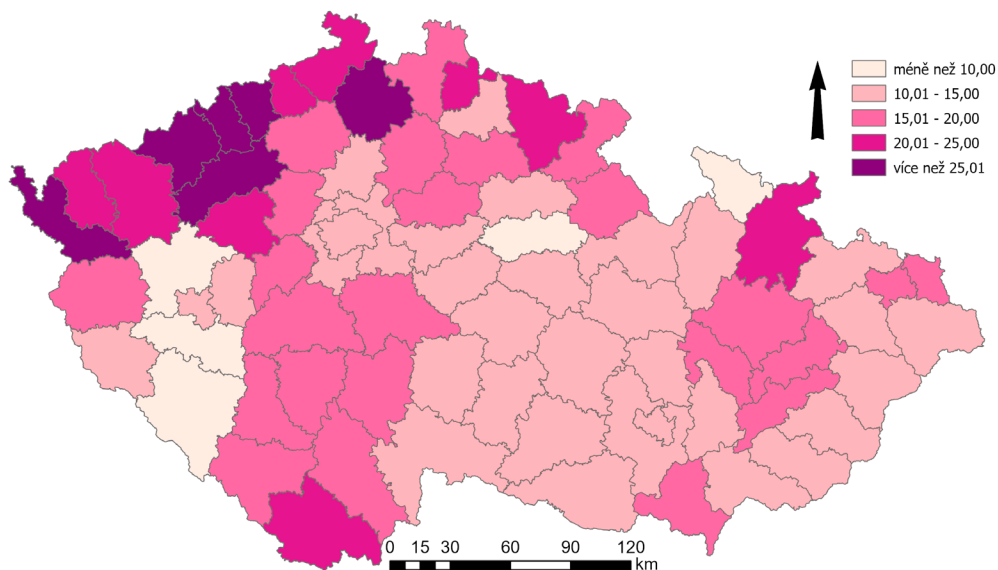 méně než 10,00
10,01 - 15,00
15,01 - 20,00
20,01 - 25,00
více než 25,01
0 15 30 60 90 120
km